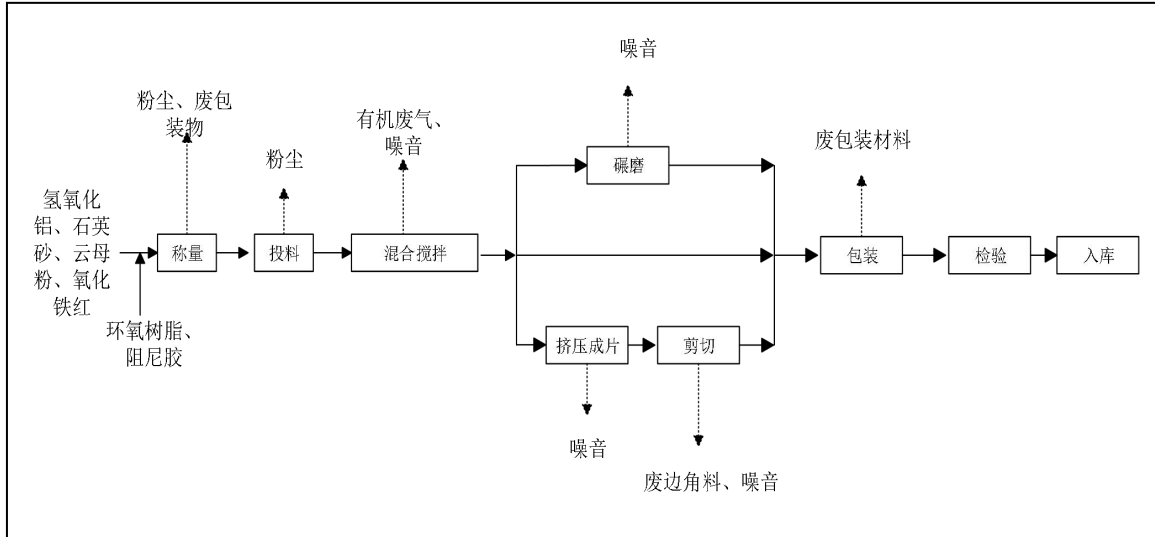 噪音
粉尘、废包
装物
有机废气、
噪音
粉尘
废包装材料
碾磨
氢氧化
铝、石英
砂、云母
粉、氧化
铁红
称量
投料
混合搅拌
包装
检验
入库
环氧树脂、
阻尼胶
挤压成片
剪切
噪音
废边角料、噪音